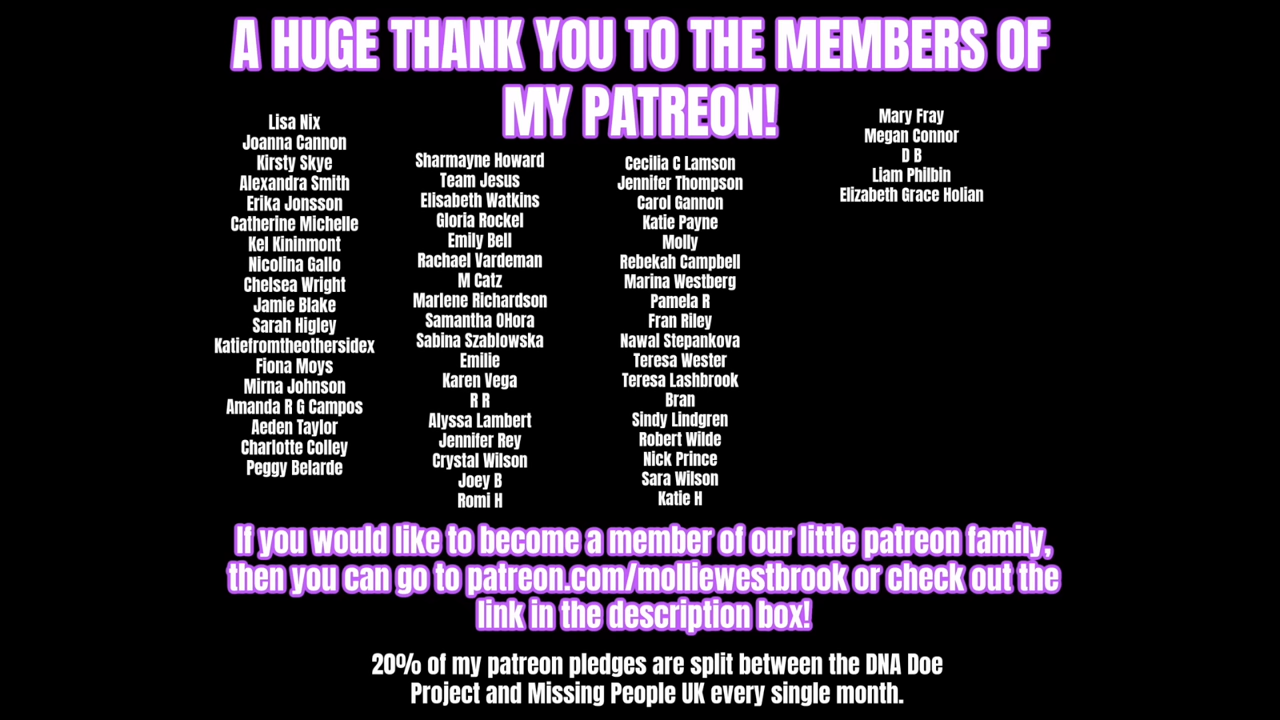 A HUGE THANK YOU TO THE MEMBERS OF
MY PATREON!
Lisa Nix
Joanna Cannon
Kirsty Skye
Alexandra Smith
Erika Jonsson
Catherine Michelle
Kel Kininmont
Nicolina Gallo
Chelsea Wright
Jamie Blake
Sarah Higley
Katiefromtheothersidex
Fiona Moys
Mirna Johnson
Amanda R G Campos
Aeden Taylor
Charlotte Colley
Peggy Belarde
Sharmayne Howard
Team Jesus
Elisabeth Watkins
Gloria Rockel
Emily Bell
Rachael Vardeman
M Catz
Marlene Richardson
Samantha OHora
Sabina Szablowska
Emilie
Karen Vega
R R
Alyssa Lambert
Jennifer Rey
Crystal Wilson
Joey B
Romi H
Cecilia C Lamson
Jennifer Thompson
Carol Gannon
Katie Payne
Molly
Rebekah Campbell
Marina Westberg
Pamela R
Fran Riley
Nawal Stepankova
Teresa Wester
Teresa Lashbrook
Bran
Sindy Lindgren
Robert Wilde
Nick Prince
Sara Wilson
Katie H
Mary Fray
Megan Connor
D B
Liam Philbin
Elizabeth Grace Holian
If you would like to become a member of our little patreon family,
then you can go to patreon.com/molliewestbrook or check out the
link in the description box!
20% of my patreon pledges are split between the DNA Doe
Project and Missing People UK every single month.